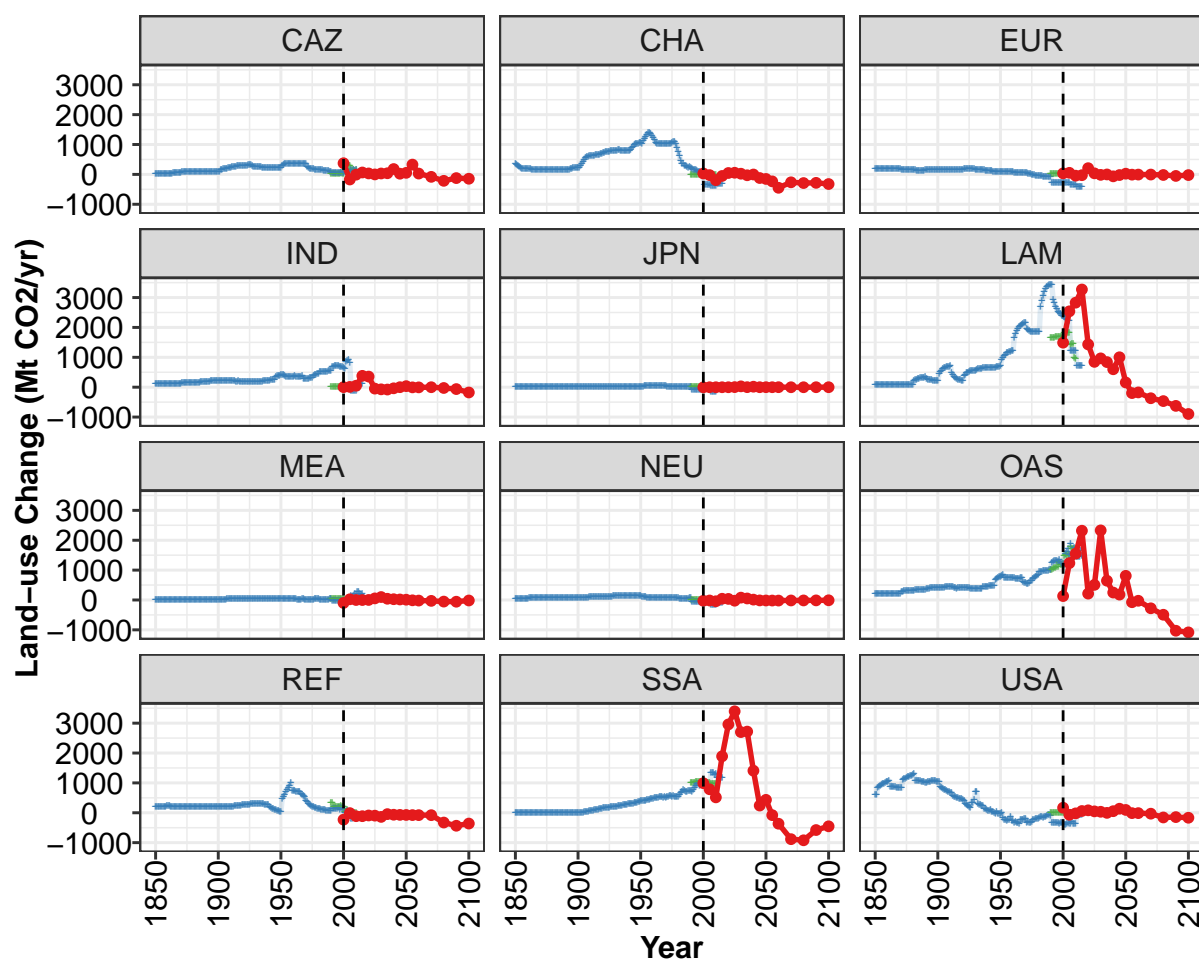 CAZ CHA EUR
3000
2000
1000
0
−1000
IND JPN LAM
3000
2000
1000
0
−1000
MEA NEU OAS
3000
2000
1000
0
−1000
REF SSA USA
3000
2000
1000
0
−1000
Land−use Change (Mt CO2/yr)
1850 1900 1950 2000 2050 2100 1850 1900 1950 2000 2050 2100 1850 1900 1950 2000 2050 2100
Year